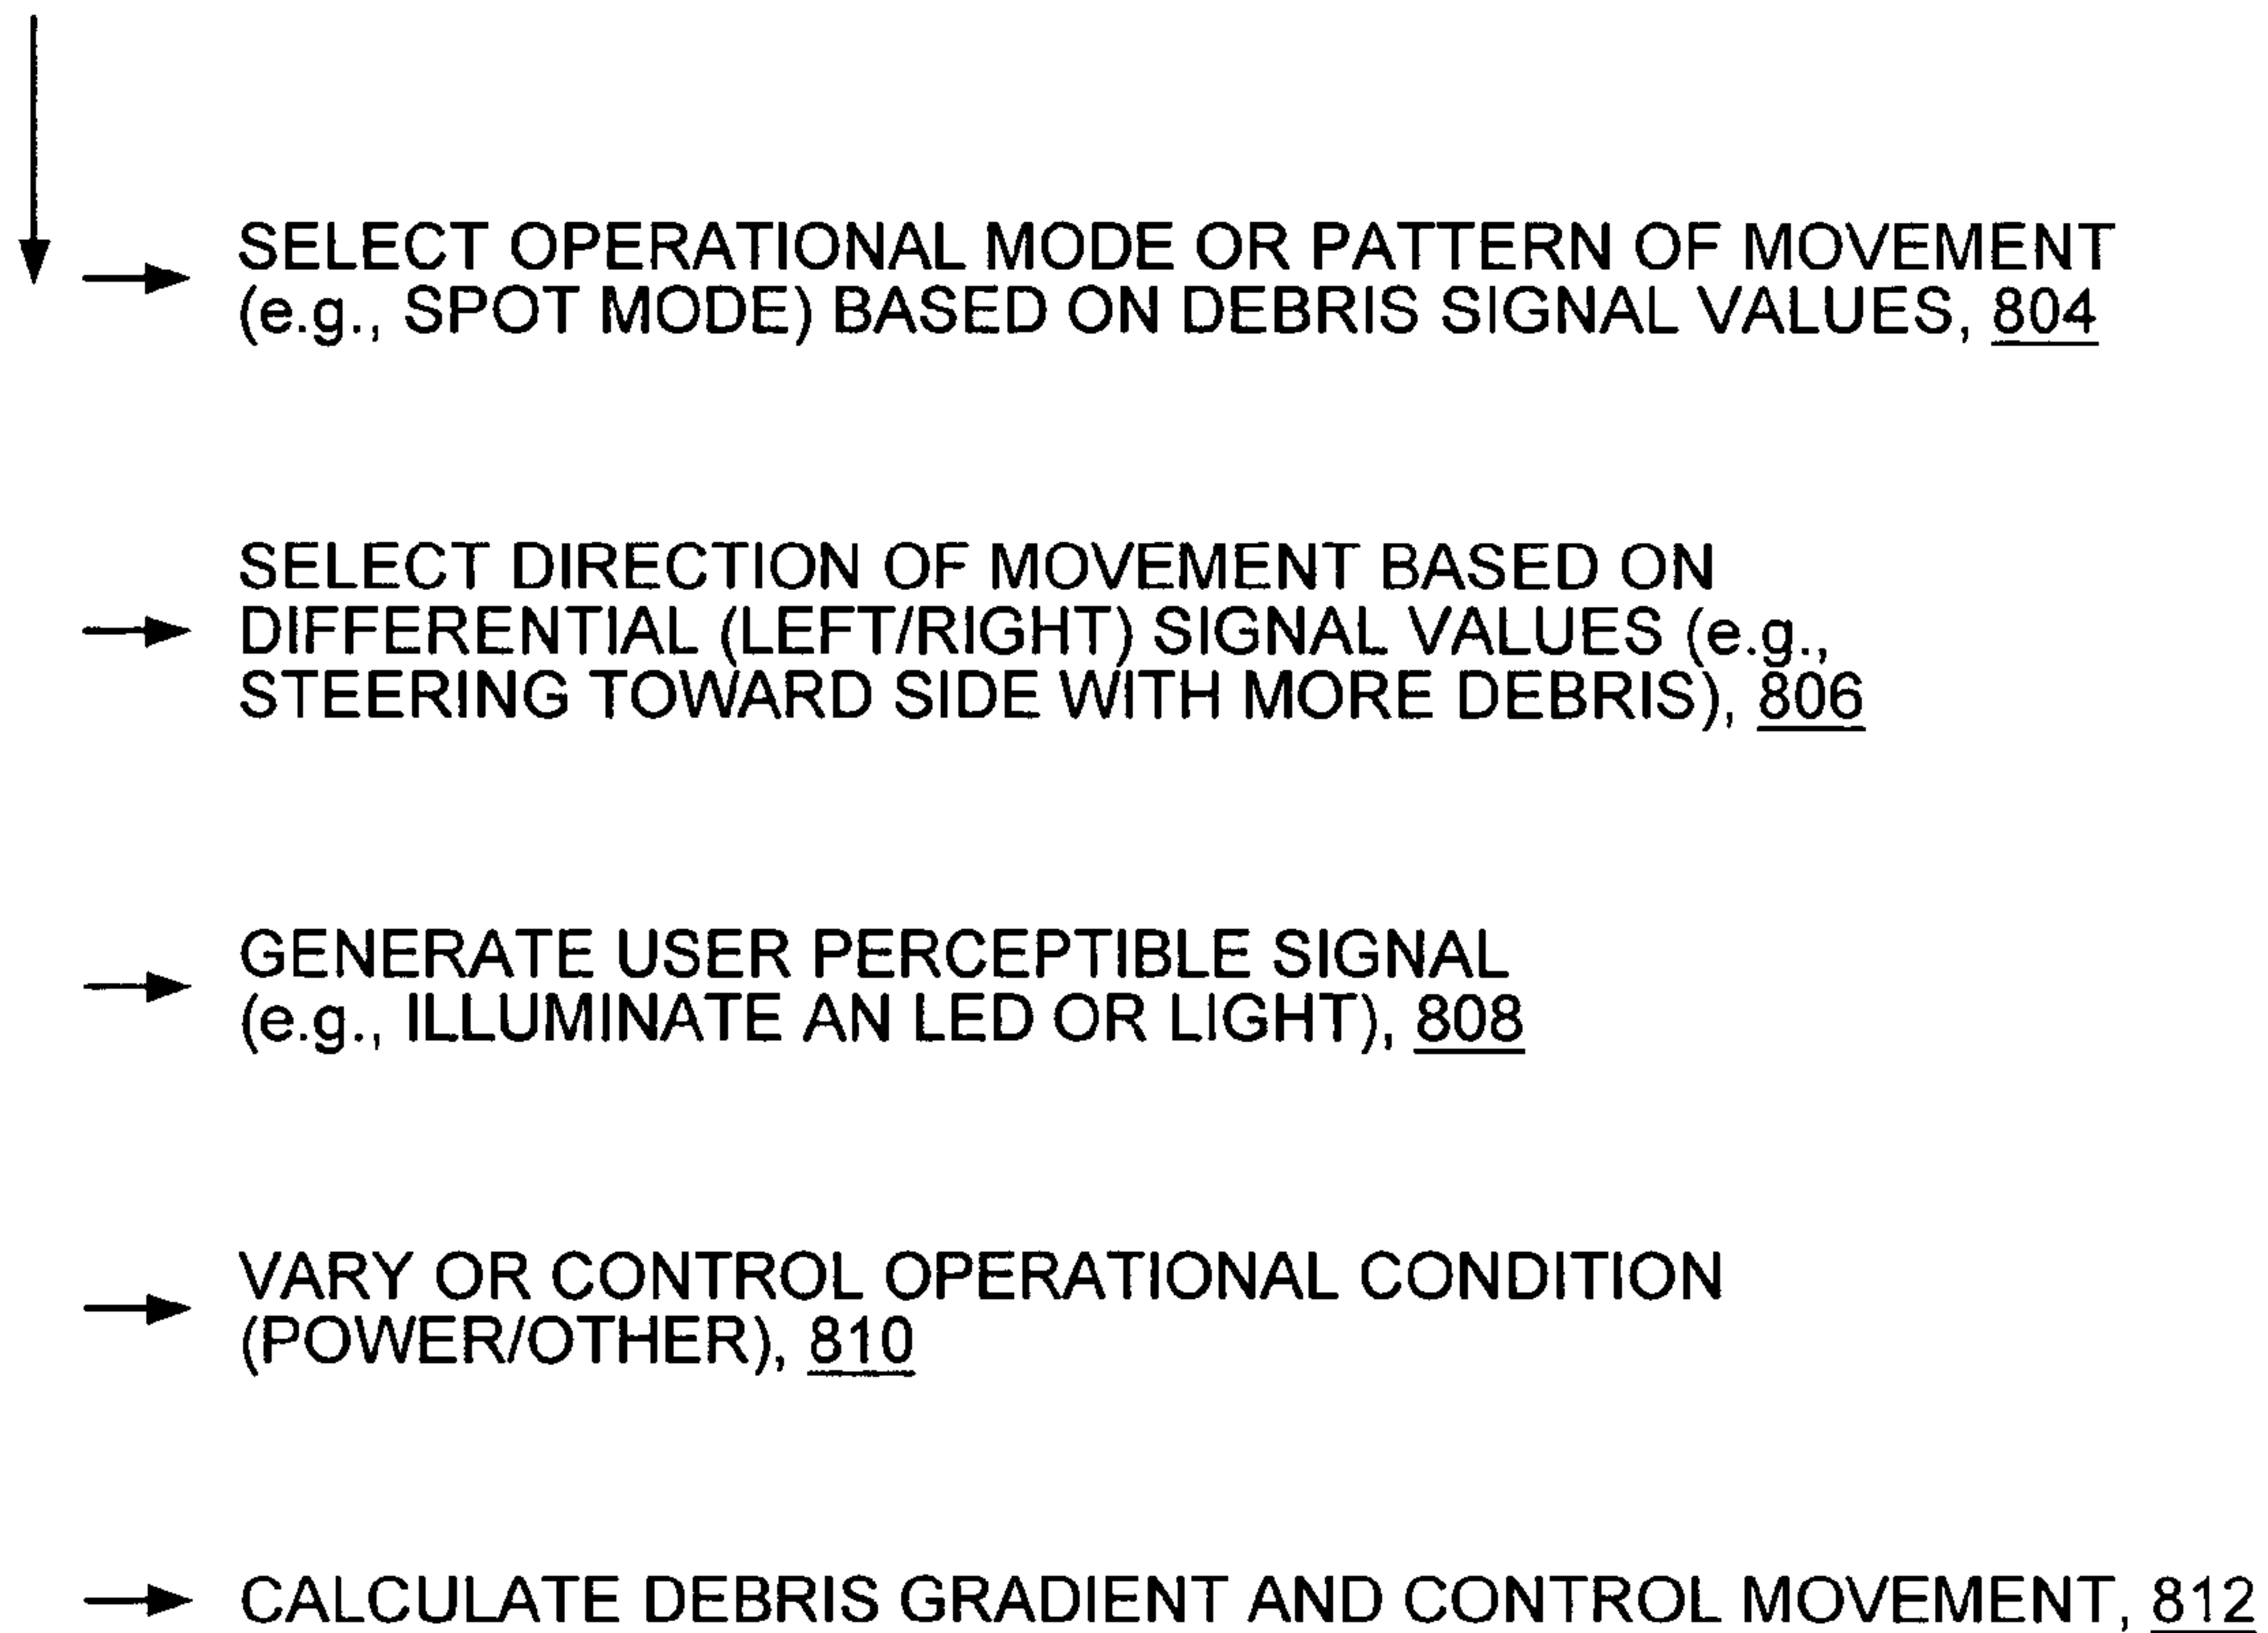 SELECT OPERATIONAL MODE OR PATTERN OF MOVEMENT
(e.g., SPOT MODE) BASED ON DEBRIS SIGNAL VALUES, 804
SELECT DIRECTION OF MOVEMENT BASED ON
DIFFERENTIAL (LEFT/RIGHT) SIGNAL VALUES (e.g.,
STEERING TOWARD SIDE WITH MORE DEBRIS), 806
GENERATE USER PERCEPTIBLE SIGNAL
(e.g., ILLUMINATE AN LED OR LIGHT), 808
VARY OR CONTROL OPERATIONAL CONDITION
(POWER/OTHER), 810
CALCULATE DEBRIS GRADIENT AND CONTROL MOVEMENT, 812